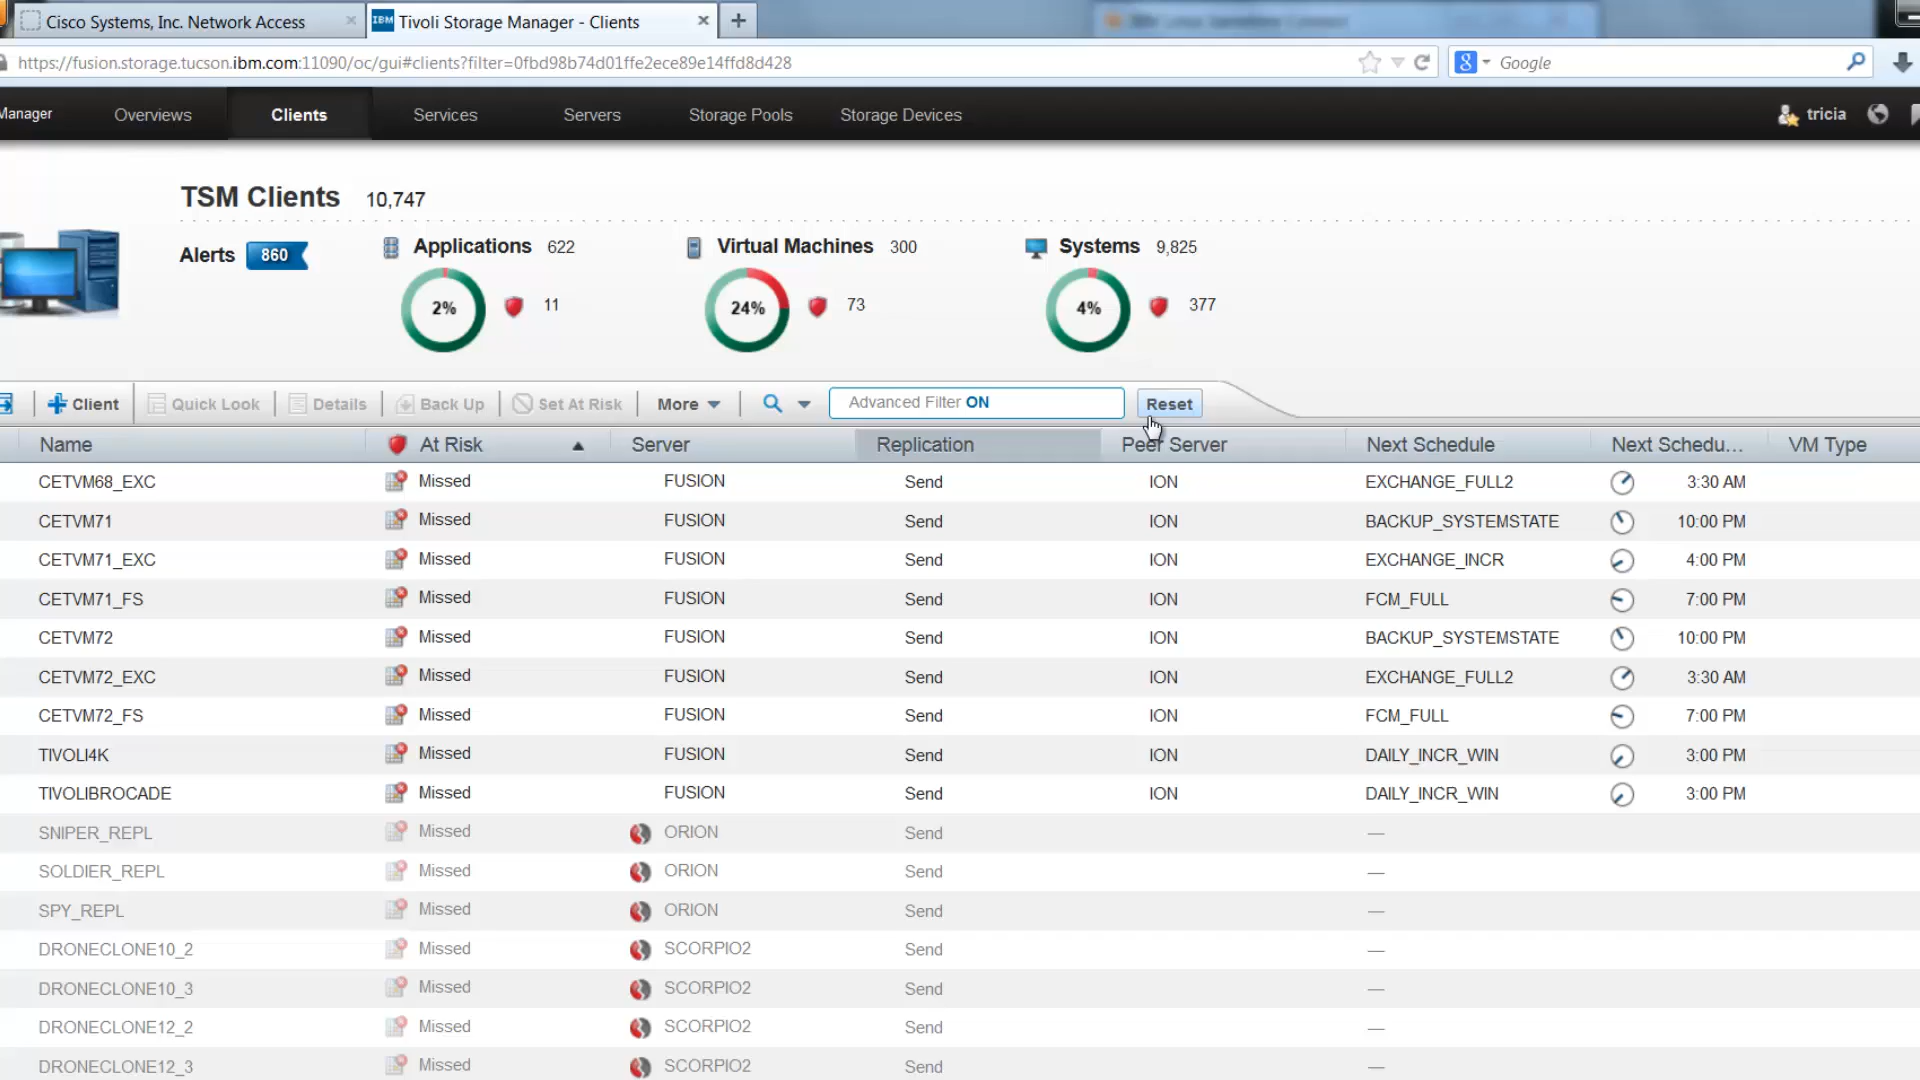 Cisco Systems, Inc. Network Access
IBM Tivoli Storage Manager - Clients
https://fusion.storage.tucson.ibm.com:11090/oc/gui#clients?filter=0fbd98b74d01ffe2ece89e14ffd8d428
8 Google
Manager Overviews Clients Services Servers Storage Pools Storage Devices tricia
TSM Clients 10,747
Alerts 860 Applications 622 Virtual Machines 300 Systems 9,825
2% 11 24% 73 4% 377
Client Quick Look Details Back Up Set At Risk More Advanced Filter ON Reset
Name At Risk Server Replication Peer Server Next Schedule Next Schedu... VM Type
CETVM68_EXC Missed FUSION Send ION EXCHANGE_FULL2 3:30 AM
CETVM71 Missed FUSION Send ION BACKUP_SYSTEMSTATE 10:00 PM
CETVM71_EXC Missed FUSION Send ION EXCHANGE_INCR 4:00 PM
CETVM71_FS Missed FUSION Send ION FCM_FULL 7:00 PM
CETVM72 Missed FUSION Send ION BACKUP_SYSTEMSTATE 10:00 PM
CETVM72_EXC Missed FUSION Send ION EXCHANGE_FULL2 3:30 AM
CETVM72_FS Missed FUSION Send ION FCM_FULL 7:00 PM
TIVOLI4K Missed FUSION Send ION DAILY_INCR_WIN 3:00 PM
TIVOLIBROCADE Missed FUSION Send ION DAILY_INCR_WIN 3:00 PM
SNIPER_REPL Missed ORION Send —
SOLDIER_REPL Missed ORION Send —
SPY_REPL Missed ORION Send —
DRONECLONE10_2 Missed SCORPIO2 Send —
DRONECLONE10_3 Missed SCORPIO2 Send —
DRONECLONE12_2 Missed SCORPIO2 Send —
DRONECLONE12_3 Missed SCORPIO2 Send —